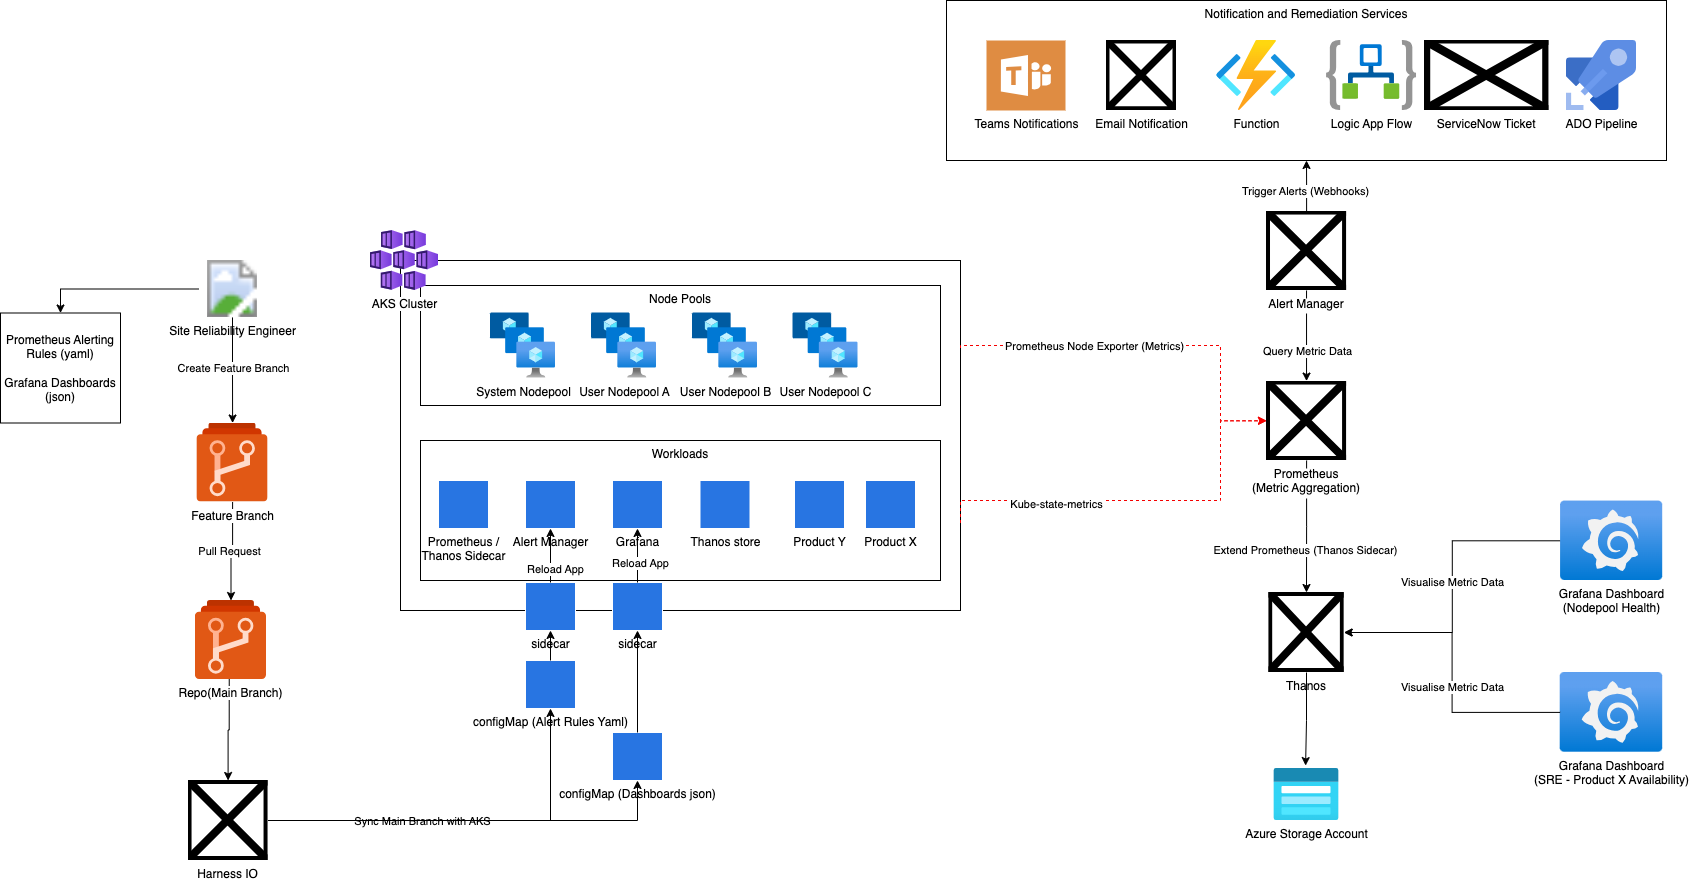 Notification and Remediation Services
Teams Notifications
Email Notification
Function
Logic App Flow
ServiceNow Ticket
ADO Pipeline
Trigger Alerts (Webhooks)
Alert Manager
Query Metric Data
Prometheus
(Metric Aggregation)
Extend Prometheus (Thanos Sidecar)
Thanos
Azure Storage Account
Visualise Metric Data
Visualise Metric Data
Grafana Dashboard
(Nodepool Health)
Grafana Dashboard
(SRE - Product X Availability)
Prometheus Node Exporter (Metrics)
Kube-state-metrics
AKS Cluster
Node Pools
System Nodepool
User Nodepool A
User Nodepool B
User Nodepool C
Workloads
Prometheus /
Thanos Sidecar
Alert Manager
Grafana
Thanos store
Product Y
Product X
Reload App
Reload App
sidecar
sidecar
configMap (Alert Rules Yaml)
configMap (Dashboards json)
Sync Main Branch with AKS
Site Reliability Engineer
Prometheus Alerting
Rules (yaml)
Grafana Dashboards
(json)
Create Feature Branch
Feature Branch
Pull Request
Repo(Main Branch)
Harness IO